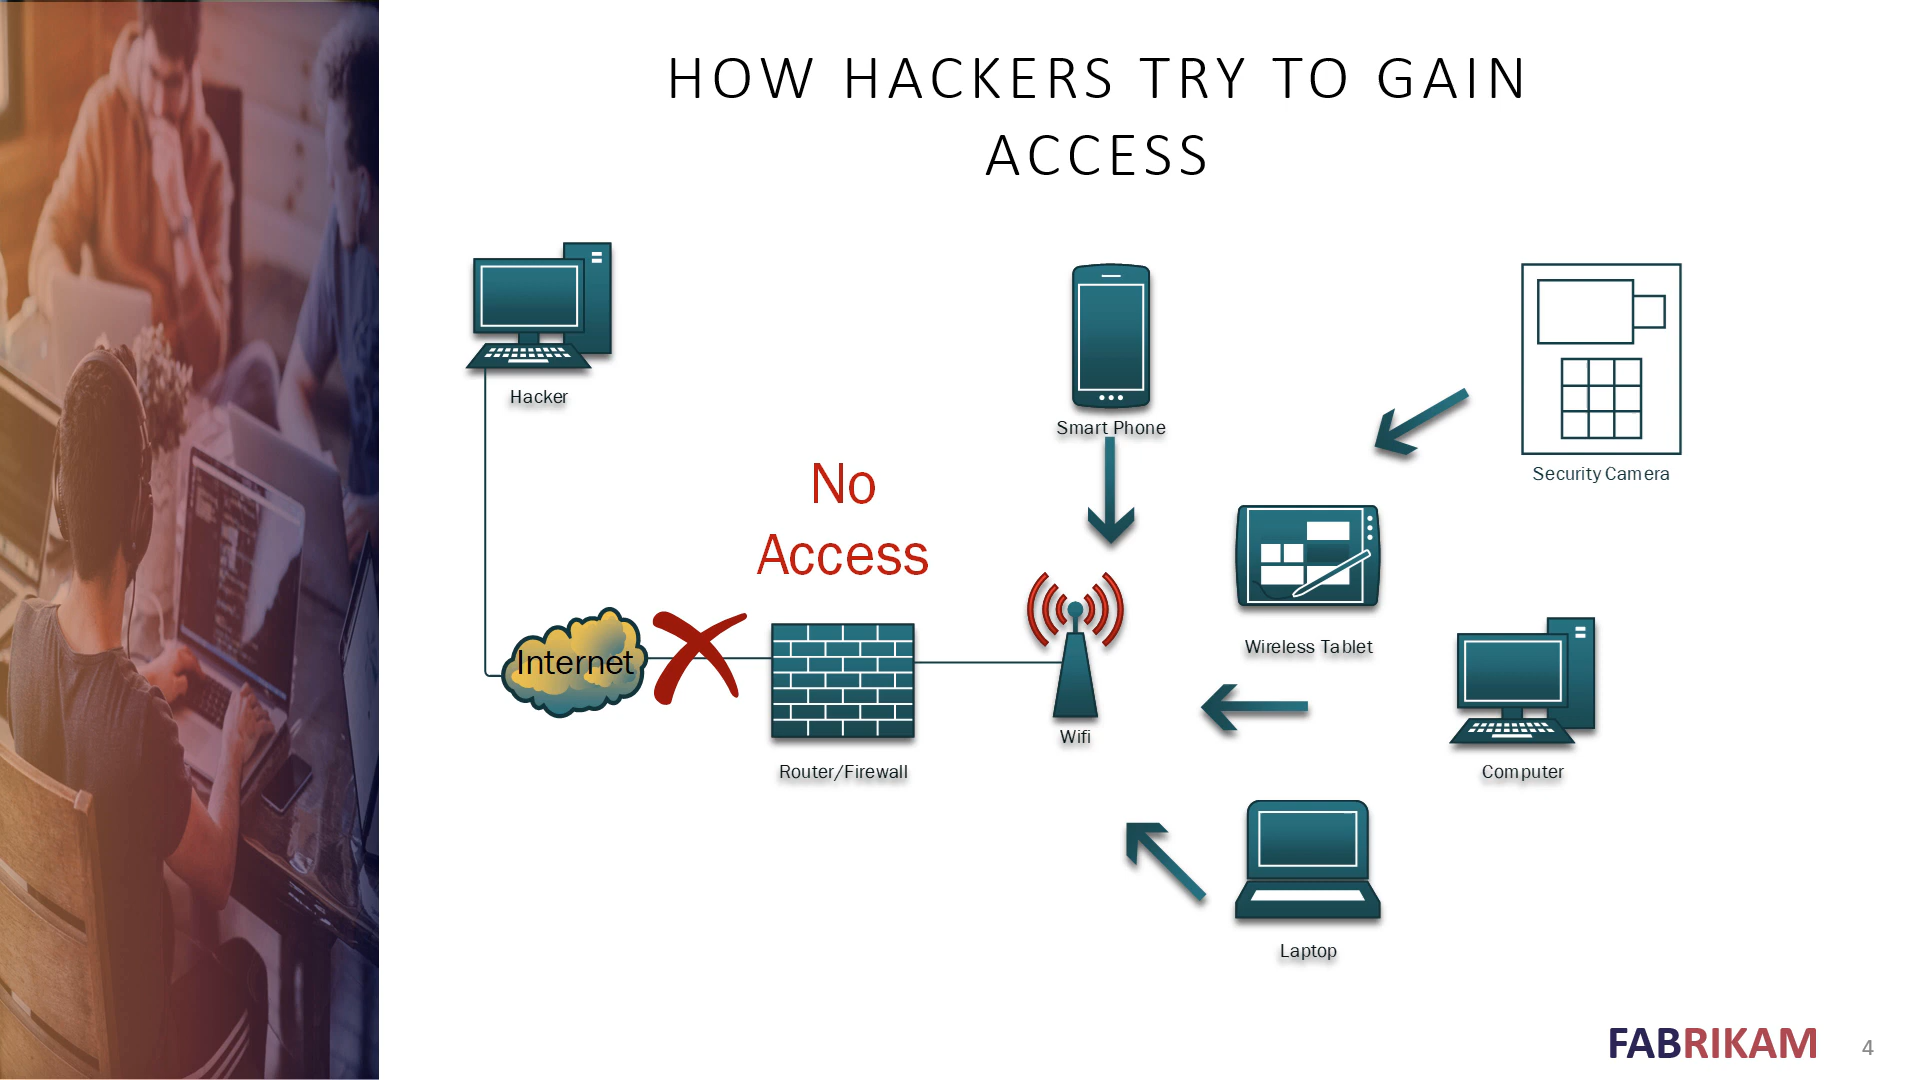 HOW HACKERS TRY TO GAIN
ACCESS
Hacker
Smart Phone
Security Camera
No
Access
Wireless Tablet
Internet
Wifi
Router/Firewall
Computer
Laptop
FABRIKAM
4